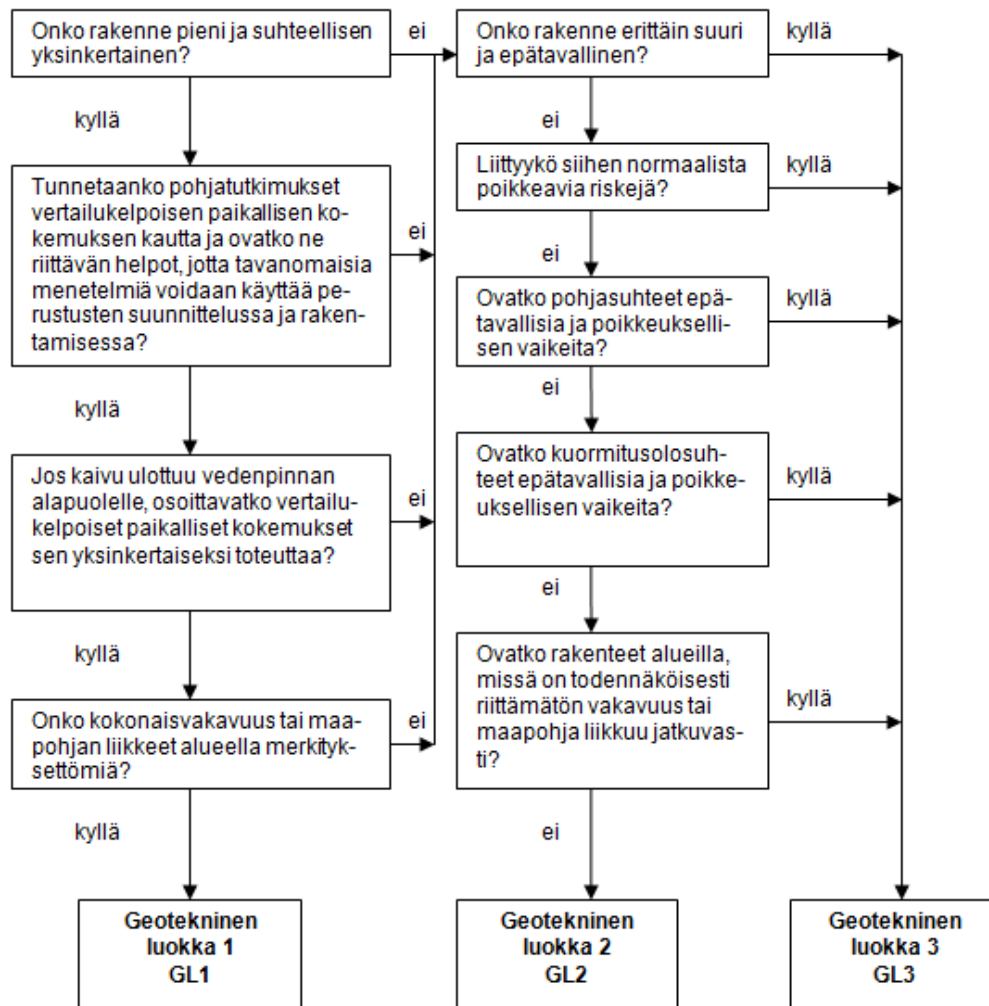 Onko rakenne pieni ja suhteellisen
yksinkertainen?
ei
kyllä
Tunnetaanko pohjatutkimukset
vertailukelpoisen paikallisen ko-
kemuksen kautta ja ovatko ne
riittävän helpot, jotta tavanomaisia
menetelmiä voidaan käyttää pe-
rustusten suunnittelussa ja raken-
tamisessa?
ei
kyllä
Jos kaivu ulottuu vedenpinnan
alapuolelle, osoittavatko vertailu-
kelpoiset paikalliset kokemukset
sen yksinkertaiseksi toteuttaa?
ei
kyllä
Onko kokonaisvakavuus tai maa-
pohjan liikkeet alueella merkityk-
settömiä?
ei
kyllä
Geotekninen
luokka 1
GL1
Onko rakenne erittäin suuri
ja epätavallinen?
kyllä
ei
Liittyykö siihen normaalista
poikkeavia riskejä?
kyllä
ei
Ovatko pohjasuhteet epä-
tavallisia ja poikkeukselli-
sen vaikeita?
kyllä
ei
Ovatko kuormitusolosuh-
teet epätavallisia ja poikke-
uksellisen vaikeita?
kyllä
ei
Ovatko rakenteet alueilla,
missä on todennäköisesti
riittämätön vakavuus tai
maapohja liikkuu jatkuvas-
ti?
kyllä
ei
Geotekninen
luokka 2
GL2
Geotekninen
luokka 3
GL3